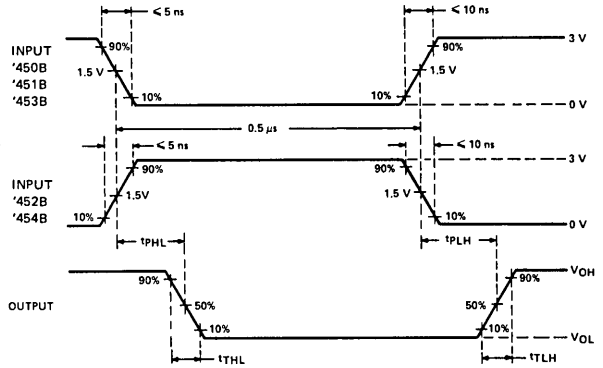 ≤ 5 ns
≤ 10 ns
INPUT
'450B
'451B
'453B
90%
1.5 V
10%
90%
1.5 V
10%
3 V
0 V
0.5 μs
≤ 5 ns
≤ 10 ns
INPUT
'452B
'454B
90%
1.5V
10%
90%
1.5 V
10%
3 V
0 V
tPHL
tPLH
OUTPUT
90%
50%
10%
90%
50%
10%
VOH
VOL
tTHL
tTLH